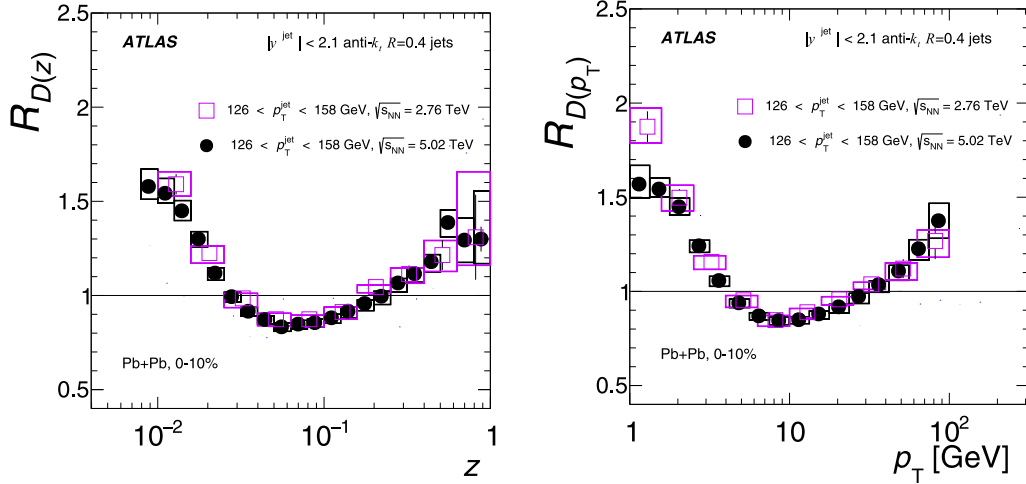 ATLAS
|y^jet| < 2.1 anti-k_t R=0.4 jets
126 < p_T^jet < 158 GeV, √s_NN = 2.76 TeV
126 < p_T^jet < 158 GeV, √s_NN = 5.02 TeV
R_D(z)
2.5
2
1.5
1
0.5
Pb+Pb, 0-10%
10^−2
10^−1
1
z
ATLAS
|y^jet| < 2.1 anti-k_t R=0.4 jets
126 < p_T^jet < 158 GeV, √s_NN = 2.76 TeV
126 < p_T^jet < 158 GeV, √s_NN = 5.02 TeV
R_D(p_T)
2.5
2
1.5
1
0.5
Pb+Pb, 0-10%
1
10
10^2
p_T [GeV]